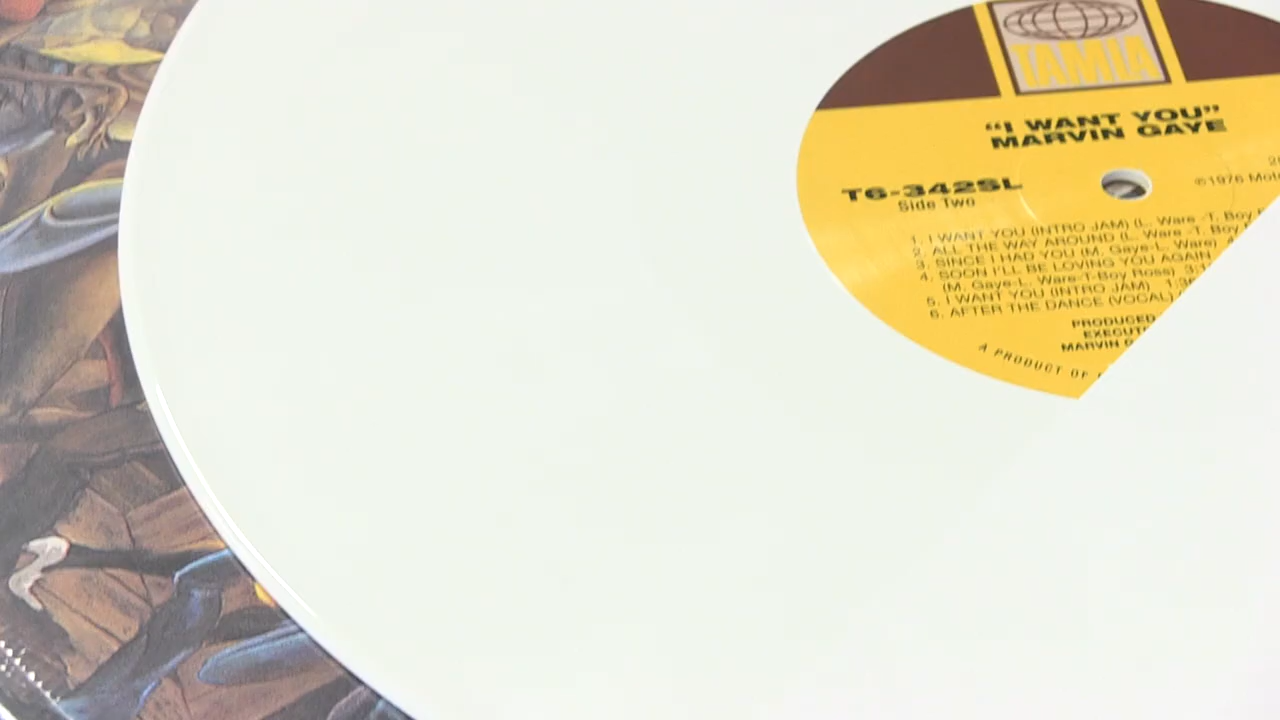 TAMLA
"I WANT YOU"
MARVIN GAYE
T6-342SL
Side Two
©1976
1. I WANT YOU (INTRO JAM) (L. Ware -T. Boy
2. ALL THE WAY AROUND (L. Ware -T. Boy
3. SINCE I HAD YOU (M. Gaye-L. Ware)
4. SOON I'LL BE LOVING YOU AGAIN
(M. Gaye-L. Ware-T-Boy Ross)
5. I WANT YOU (INTRO JAM)
6. AFTER THE DANCE (VOCAL)
PRODUCED
MARVIN
A PRODUCT OF